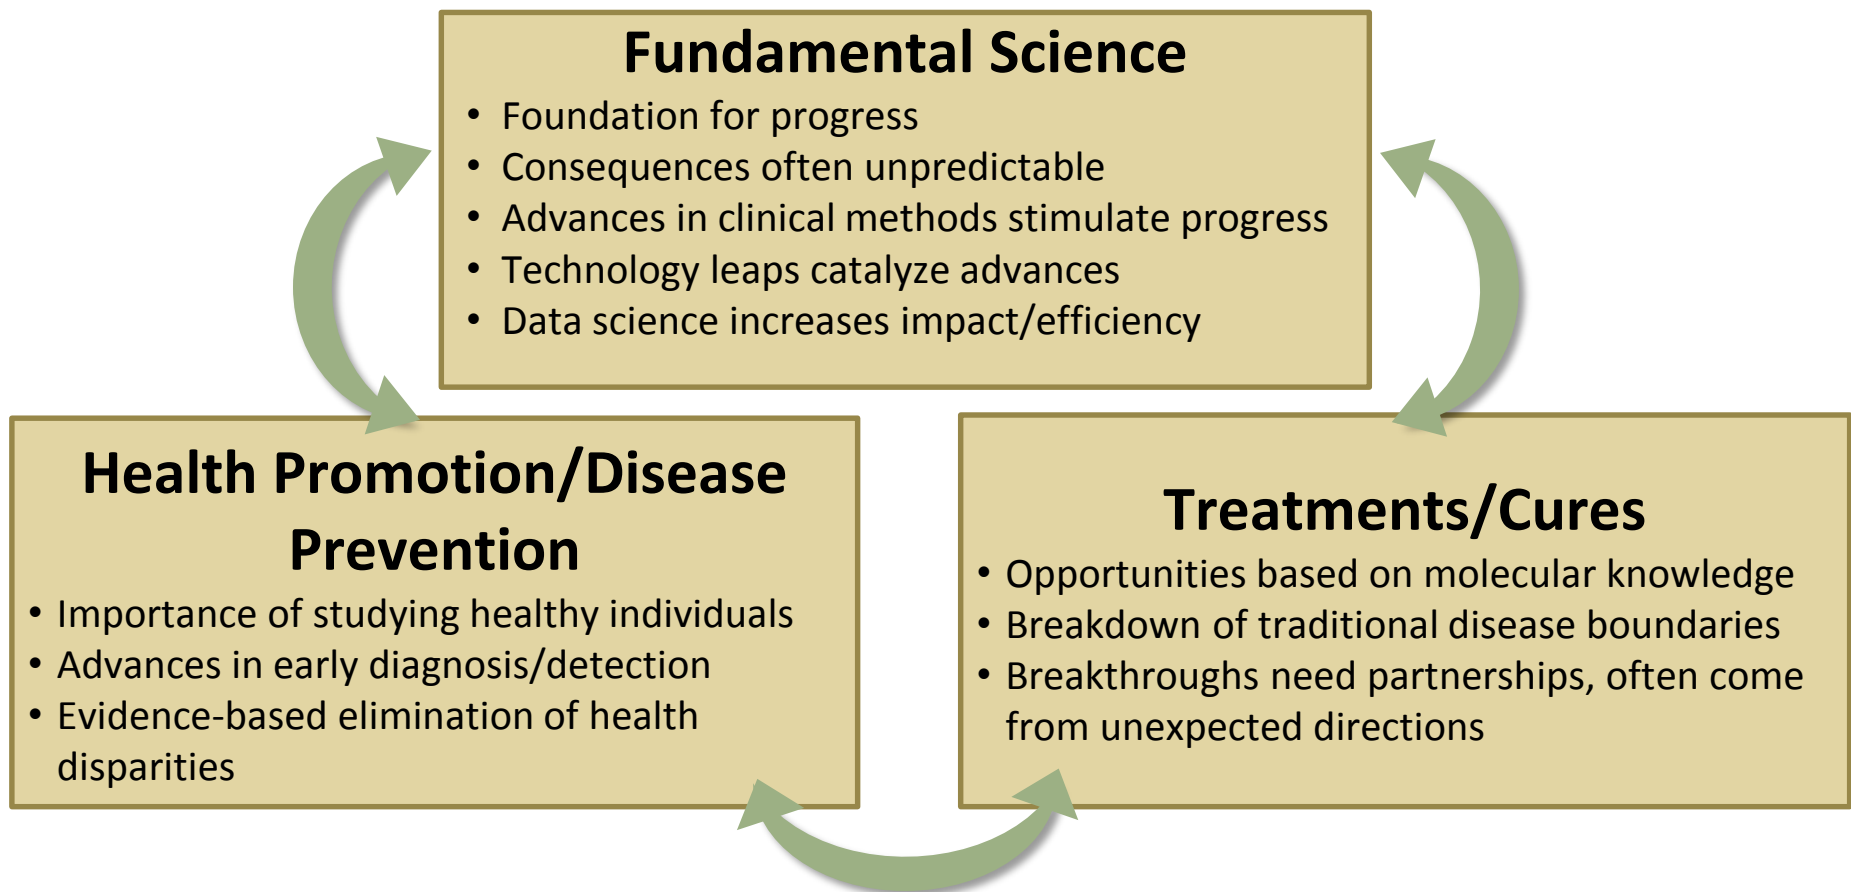 Fundamental Science
• Foundation for progress
• Consequences often unpredictable
• Advances in clinical methods stimulate progress
• Technology leaps catalyze advances
• Data science increases impact/efficiency
Health Promotion/Disease
Prevention
• Importance of studying healthy individuals
• Advances in early diagnosis/detection
• Evidence-based elimination of health
disparities
Treatments/Cures
• Opportunities based on molecular knowledge
• Breakdown of traditional disease boundaries
• Breakthroughs need partnerships, often come
from unexpected directions